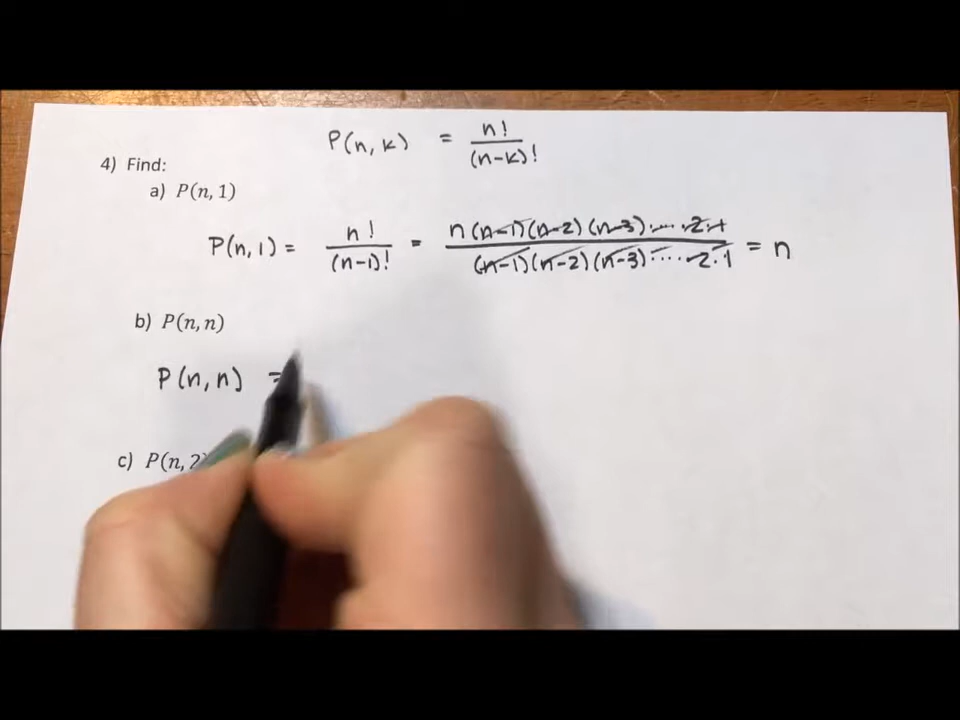 P(n, k) = n! / (n-k)!
4) Find:
a) P(n, 1)
P(n, 1) = n! / (n-1)! = n(n-1)(n-2)(n-3)·...·2·1 / (n-1)(n-2)(n-3)·...·2·1 = n
b) P(n, n)
P(n, n) =
c) P(n, 2)